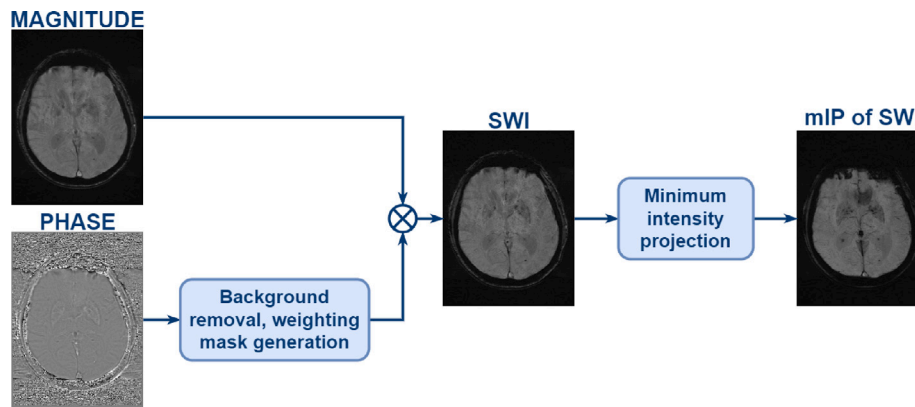 MAGNITUDE
PHASE
Background
removal, weighting
mask generation
SWI
Minimum
intensity
projection
mIP of SW